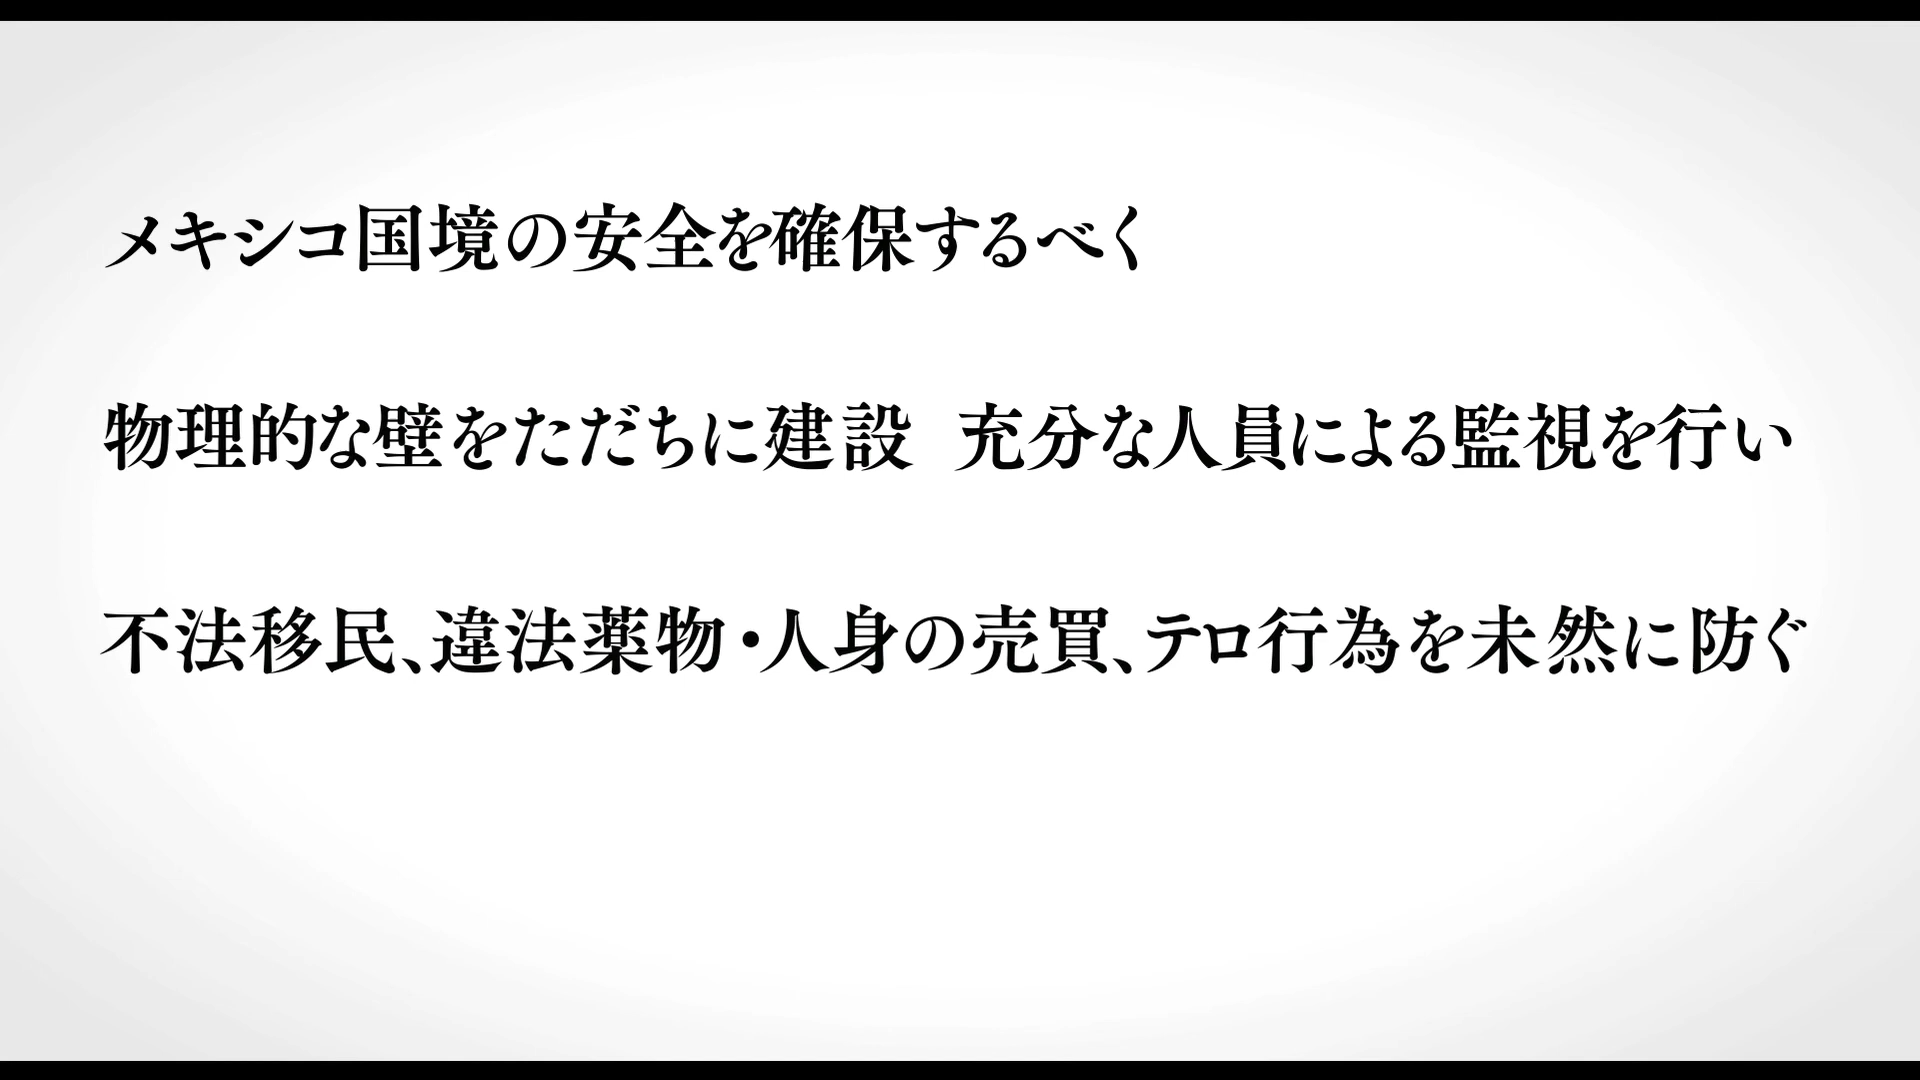 メキシコ国境の安全を確保するべく
物理的な壁をただちに建設　充分な人員による監視を行い
不法移民、違法薬物・人身の売買、テロ行為を未然に防ぐ